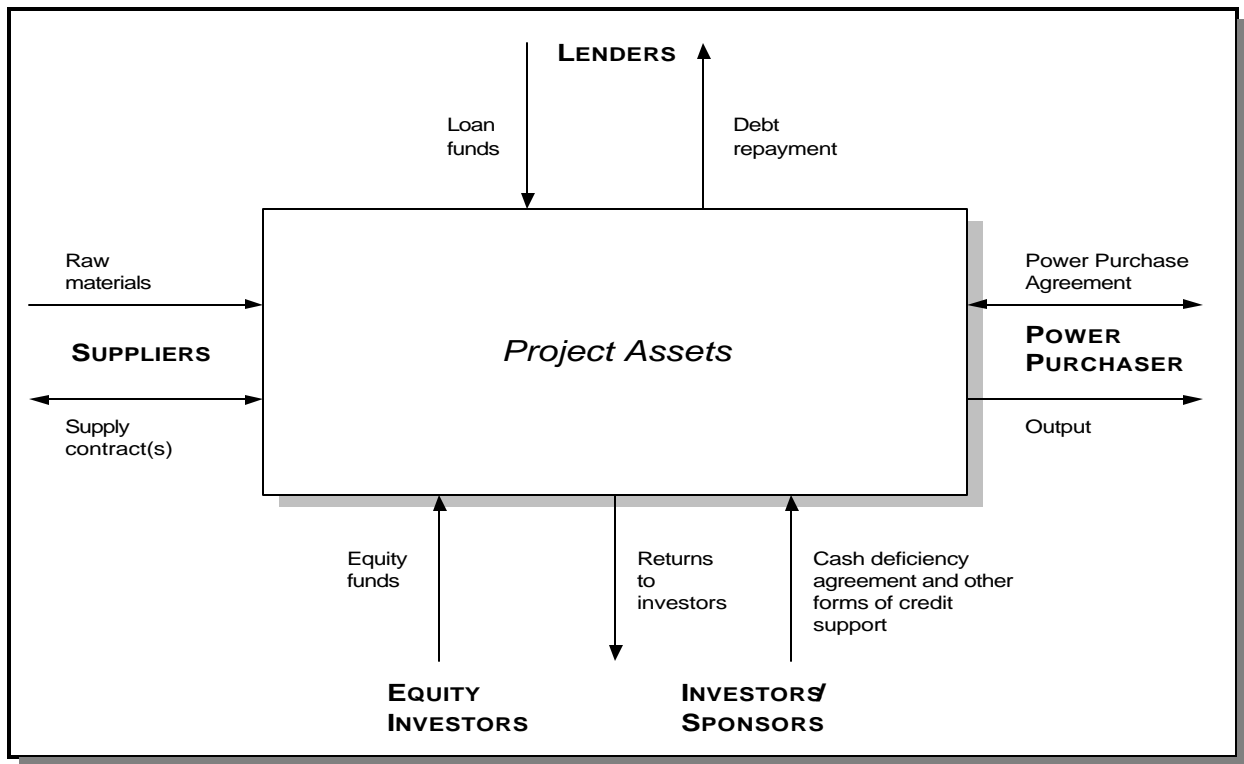 LENDERS
Loan
funds
Debt
repayment
Raw
materials
SUPPLIERS
Supply
contract(s)
Project Assets
Power Purchase
Agreement
POWER
PURCHASER
Output
Equity
funds
Returns
to
investors
Cash deficiency
agreement and other
forms of credit
support
EQUITY
INVESTORS
INVESTORS/
SPONSORS